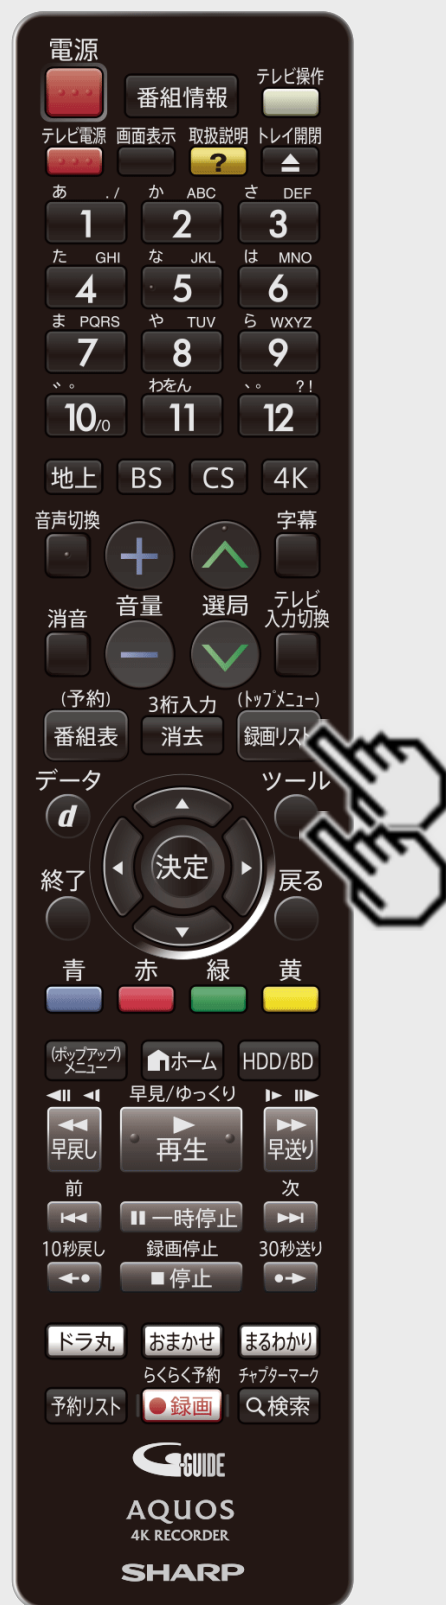 電源
番組情報
テレビ操作
テレビ電源 画面表示 取扱説明 トレイ開閉
?
あ ./ か ABC さ DEF
1 2 3
た GHI な JKL は MNO
4 5 6
ま PQRS や TUV ら WXYZ
7 8 9
゛゜ わをん 、。 ?!
10/0 11 12
地上 BS CS 4K
音声切換 字幕
消音 音量 選局 テレビ
入力切換
(予約) 3桁入力 (トップメニュー)
番組表 消去 録画リスト
データ ツール
d
決定
終了 戻る
青 赤 緑 黄
(ポップアップ)
メニュー ホーム HDD/BD
早見/ゆっくり
早戻し 再生 早送り
前 次
一時停止
10秒戻し 録画停止 30秒送り
停止
ドラ丸 おまかせ まるわかり
らくらく予約 チャプターマーク
予約リスト 録画 検索
G-GUIDE
AQUOS
4K RECORDER
SHARP